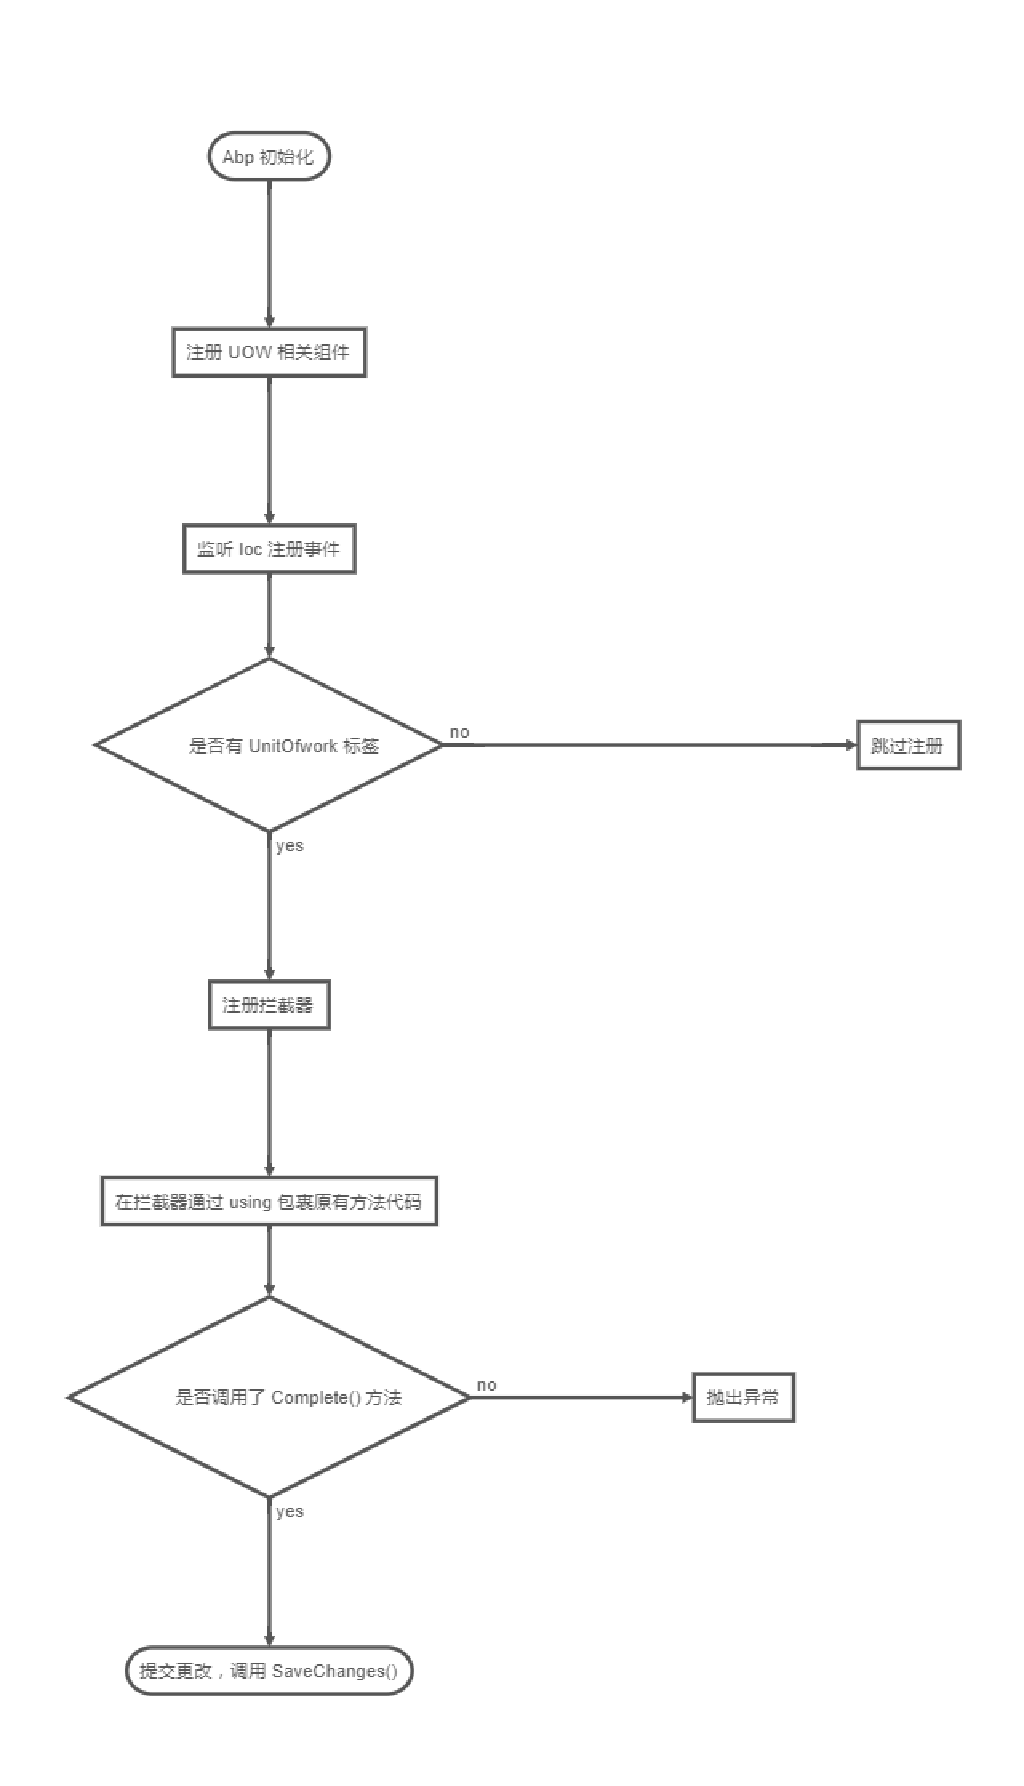 Abp 初始化
注册 UOW 相关组件
监听 Ioc 注册事件
是否有 UnitOfwork 标签
no
跳过注册
yes
注册拦截器
在拦截器通过 using 包裹原有方法代码
是否调用了 Complete() 方法
no
抛出异常
yes
提交更改，调用 SaveChanges()